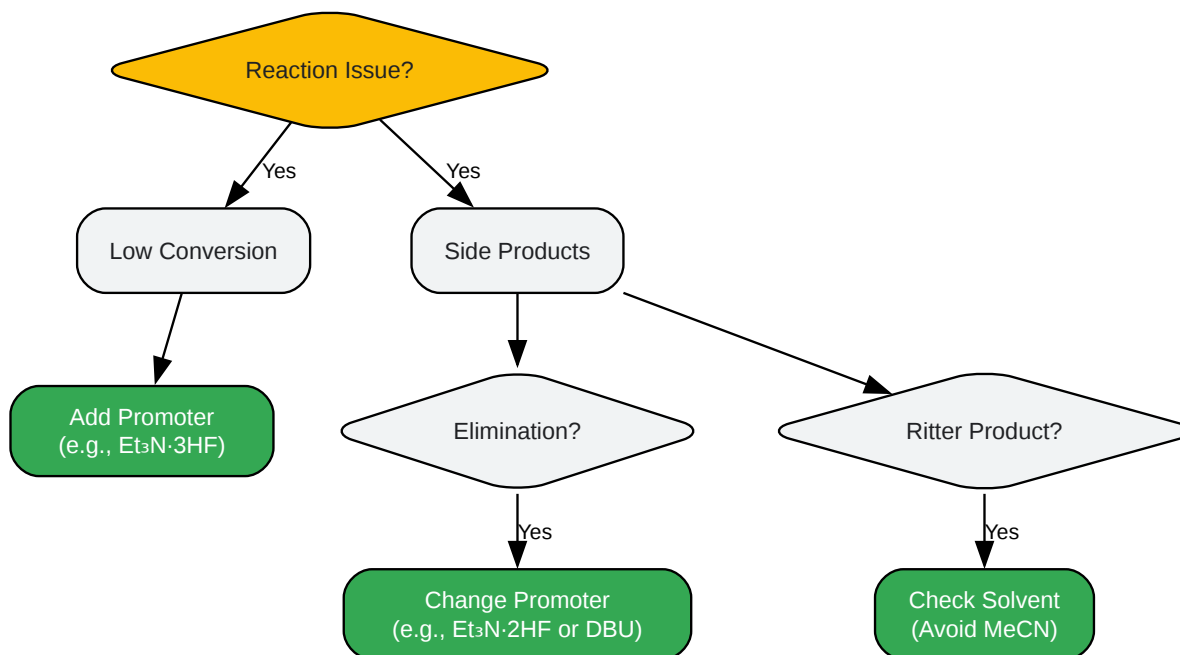 Reaction Issue?
Yes
Yes
Low Conversion
Side Products
Add Promoter
(e.g., Et₃N·3HF)
Elimination?
Ritter Product?
Yes
Yes
Change Promoter
(e.g., Et₃N·2HF or DBU)
Check Solvent
(Avoid MeCN)